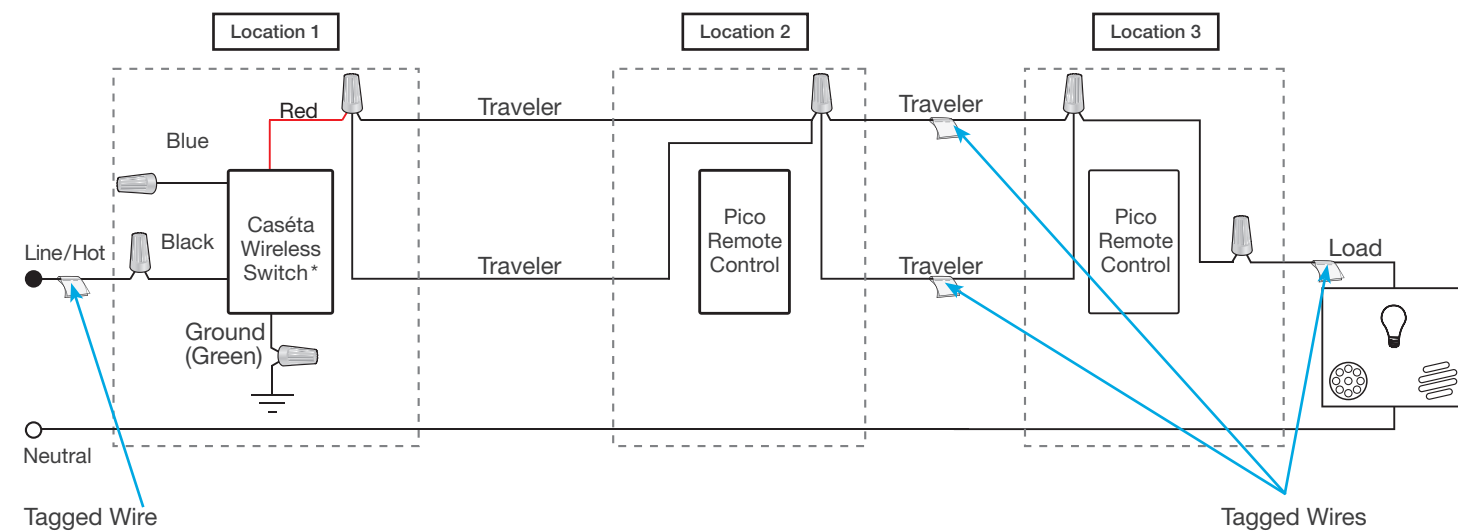 Location 1
Location 2
Location 3
Traveler
Traveler
Red
Blue
Caséta
Wireless
Switch*
Pico
Remote
Control
Pico
Remote
Control
Line/Hot
Black
Traveler
Traveler
Load
Ground
(Green)
Neutral
Tagged Wire
Tagged Wires